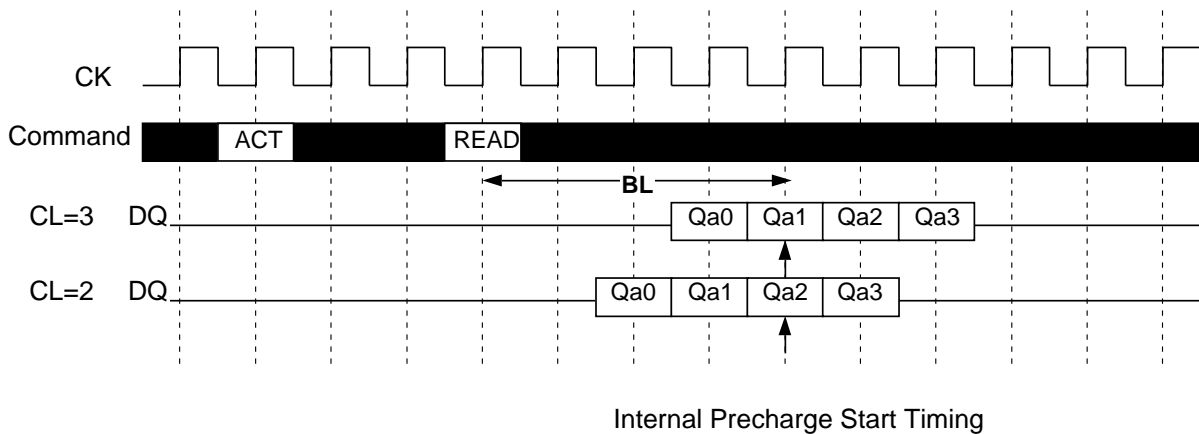 CK
Command ACT READ
BL
CL=3 DQ Qa0 Qa1 Qa2 Qa3
CL=2 DQ Qa0 Qa1 Qa2 Qa3
Internal Precharge Start Timing